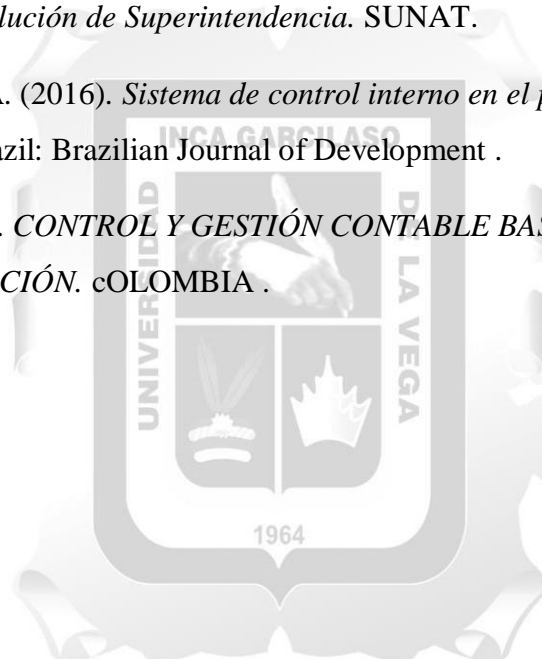 lución de Superintendencia. SUNAT.
A. (2016). Sistema de control interno en el p
azil: Brazilian Journal of Development .
. CONTROL Y GESTIÓN CONTABLE BAS
CIÓN. cOLOMBIA .
INCA GARCILASO
UNIVERSIDAD
DE LA VEGA
1964